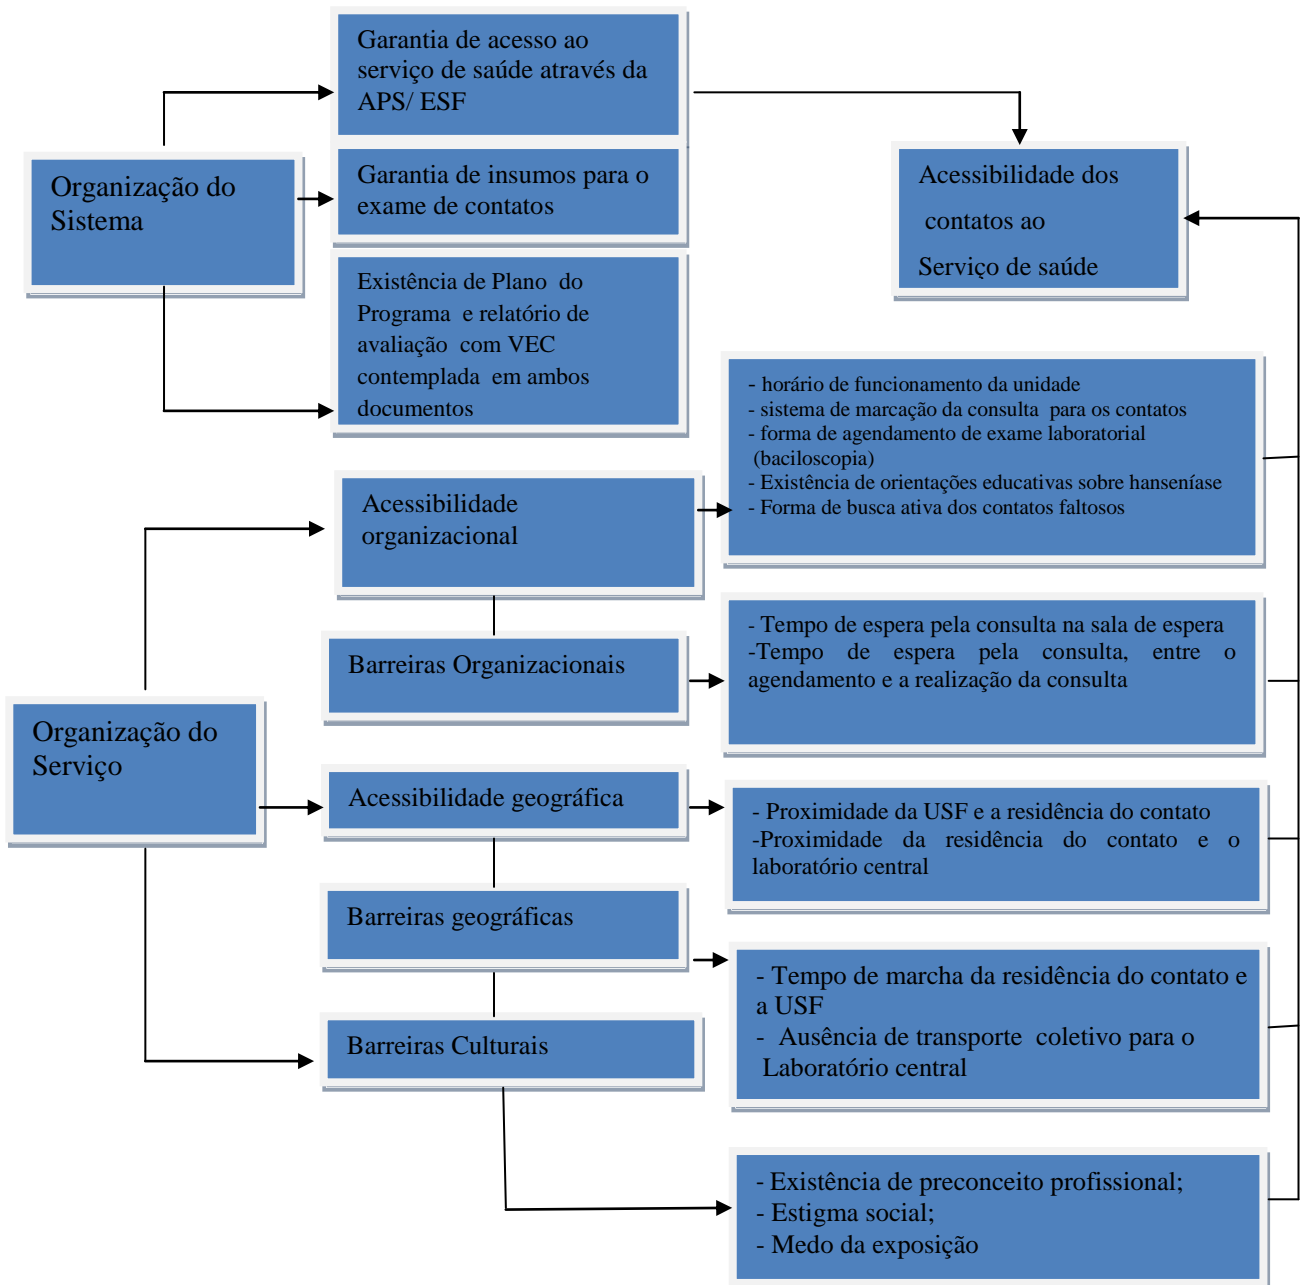 Garantia de acesso ao
serviço de saúde através da
APS/ ESF
Organização do
Sistema
Garantia de insumos para o
exame de contatos
Acessibilidade dos
contatos ao
Serviço de saúde
Existência de Plano do
Programa e relatório de
avaliação com VEC
contemplada em ambos
documentos
- horário de funcionamento da unidade
- sistema de marcação da consulta para os contatos
- forma de agendamento de exame laboratorial
(baciloscopia)
- Existência de orientações educativas sobre hanseníase
- Forma de busca ativa dos contatos faltosos
Acessibilidade
organizacional
Barreiras Organizacionais
- Tempo de espera pela consulta na sala de espera
-Tempo de espera pela consulta, entre o
agendamento e a realização da consulta
Organização do
Serviço
Acessibilidade geográfica
- Proximidade da USF e a residência do contato
-Proximidade da residência do contato e o
laboratório central
Barreiras geográficas
- Tempo de marcha da residência do contato e
a USF
- Ausência de transporte coletivo para o
Laboratório central
Barreiras Culturais
- Existência de preconceito profissional;
- Estigma social;
- Medo da exposição